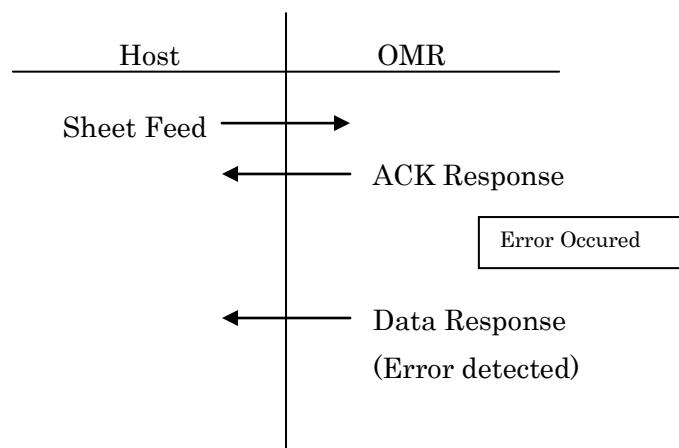 Host OMR
Sheet Feed
ACK Response
Error Occured
Data Response
(Error detected)